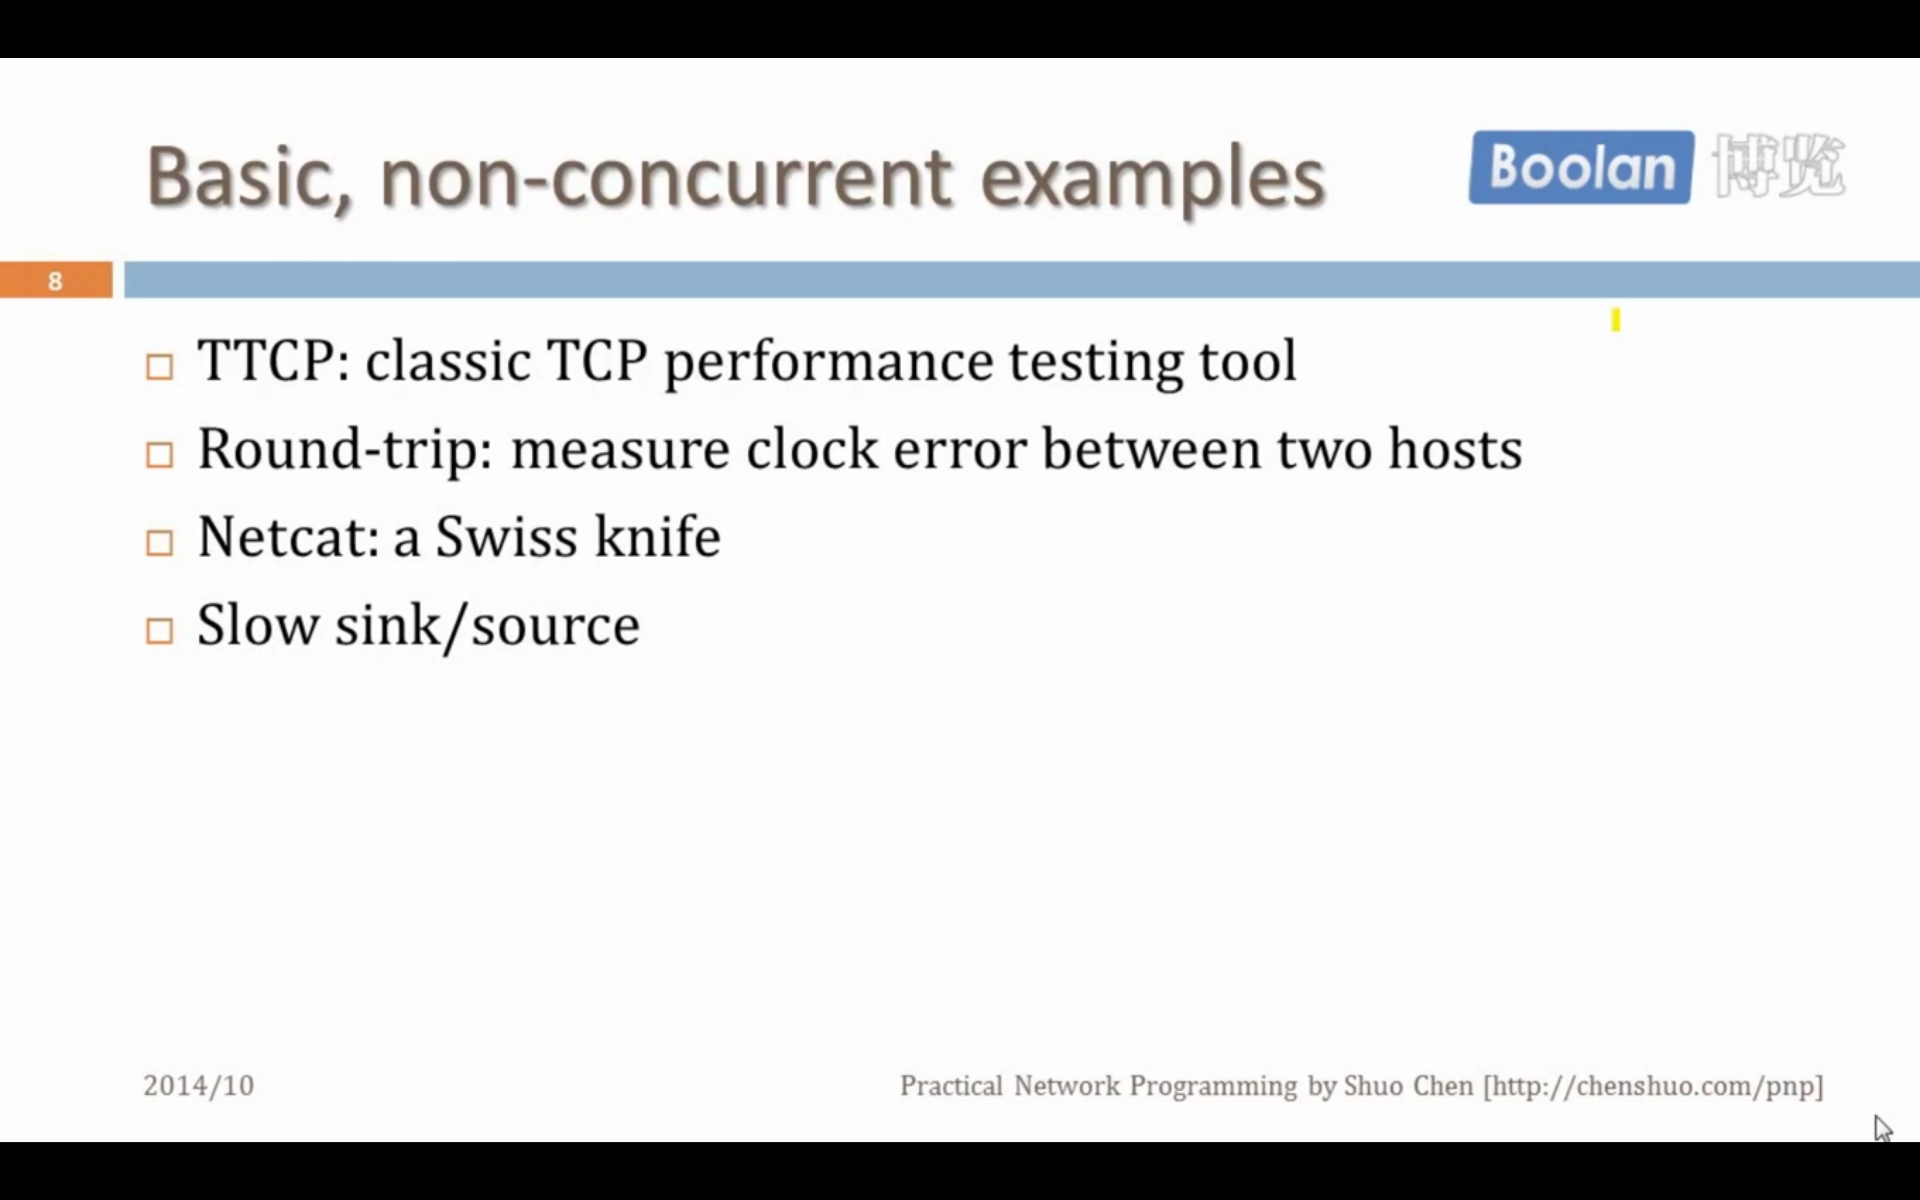 Basic, non-concurrent examples
Boolan 博览
8
TTCP: classic TCP performance testing tool
Round-trip: measure clock error between two hosts
Netcat: a Swiss knife
Slow sink/source
2014/10
Practical Network Programming by Shuo Chen [http://chenshuo.com/pnp]